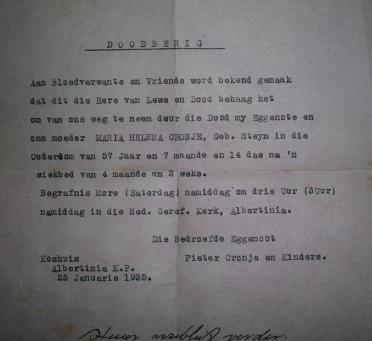 DOODBERIG
Aan Bloedverwante en Vriende word bekend gemaak
dat dit die Here van Lewe en Dood behaag het
om van ons weg te neem duur die Dood my Eggenote en
ons moeder MARIA HELENA CRONJE, Geb. Steyn in die
Ouderdom van 57 Jaar en 7 maande en 14 dae na 'n
siekbed van 4 maande en 3 weke.
Begrafnis More (Saterdag) namiddag om drie Uur (3Uur)
namiddag in die Ned. Geref. Kerk, Albertinia.
Die Bedroefde Eggenoot
Koshuis Pieter Cronje en Kinders.
Albertinia K.P.
25 Januarie 1935.
Stuur asseblief verder.